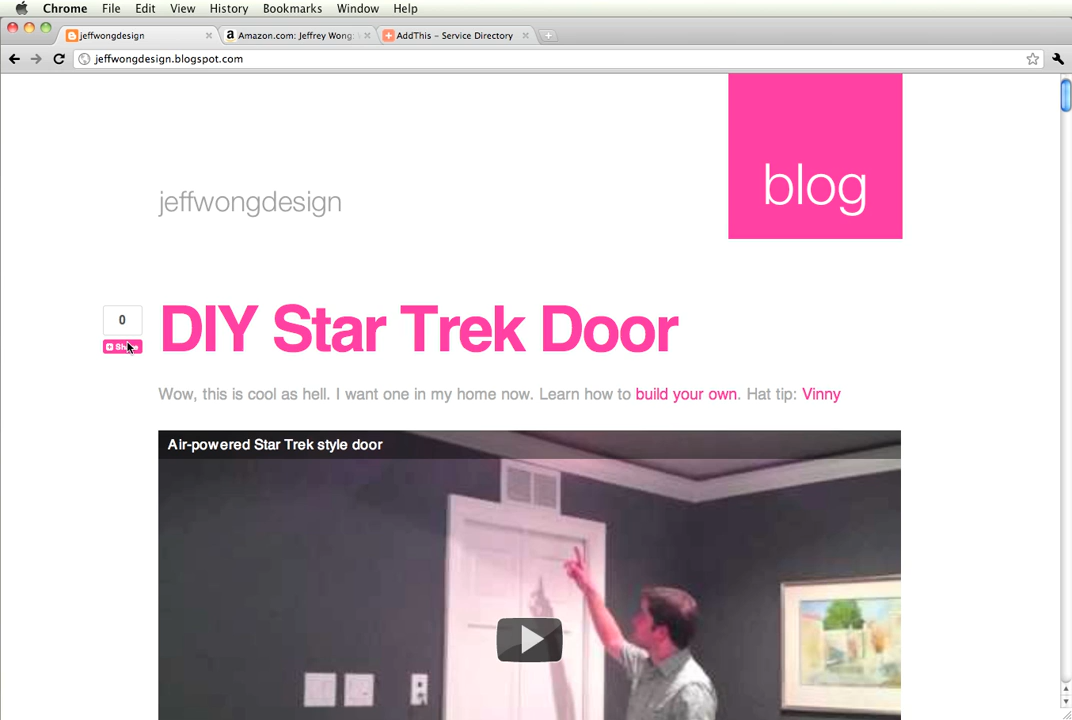 Chrome File Edit View History Bookmarks Window Help
jeffwongdesign Amazon.com: Jeffrey Wong: AddThis – Service Directory
jeffwongdesign.blogspot.com
blog
jeffwongdesign
0
DIY Star Trek Door
Wow, this is cool as hell. I want one in my home now. Learn how to build your own. Hat tip: Vinny
Air-powered Star Trek style door